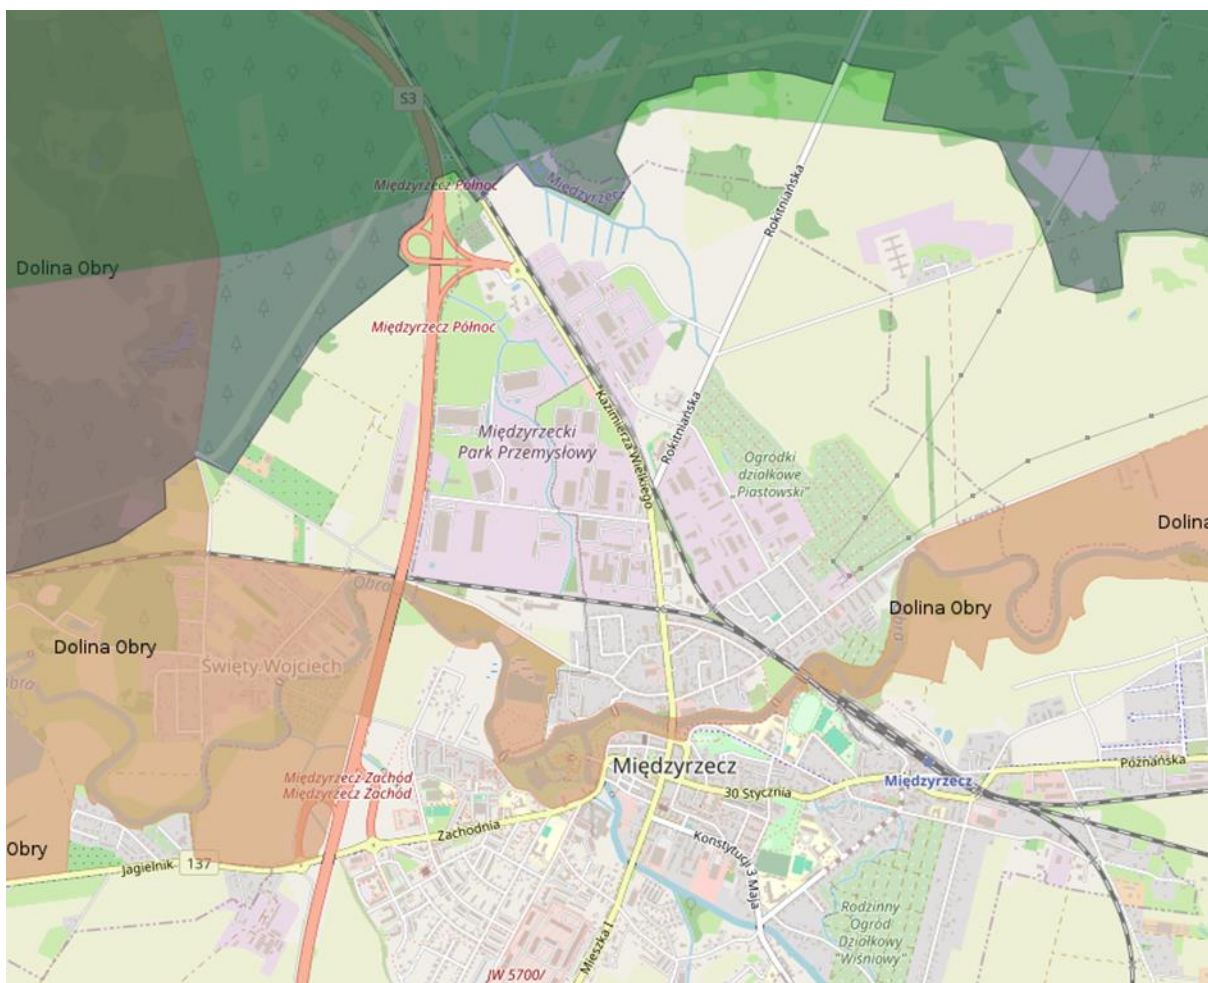 S3
Międzyrzecz Północ
Międzyrzecz
Rokitniańska
Dolina Obry
Międzyrzecz Północ
Kazimierza Wielkiego
Rokitniańska
Międzyrzecki
Park Przemysłowy
Ogródki
działkowe
„Piastowski"
Dolina
Obra
Dolina Obry
Obra
Dolina Obry
Święty Wojciech
Obra
Międzyrzecz Zachód
Międzyrzecz Zachód
Międzyrzecz
Międzyrzecz
Poznańska
30 Stycznia
Zachodnia
Obry
Jagielnik
137
Konstytucji 3 Maja
Mieszka I
Rodzinny
Ogród
Działkowy
"Wiśniowy"
JW 5700/